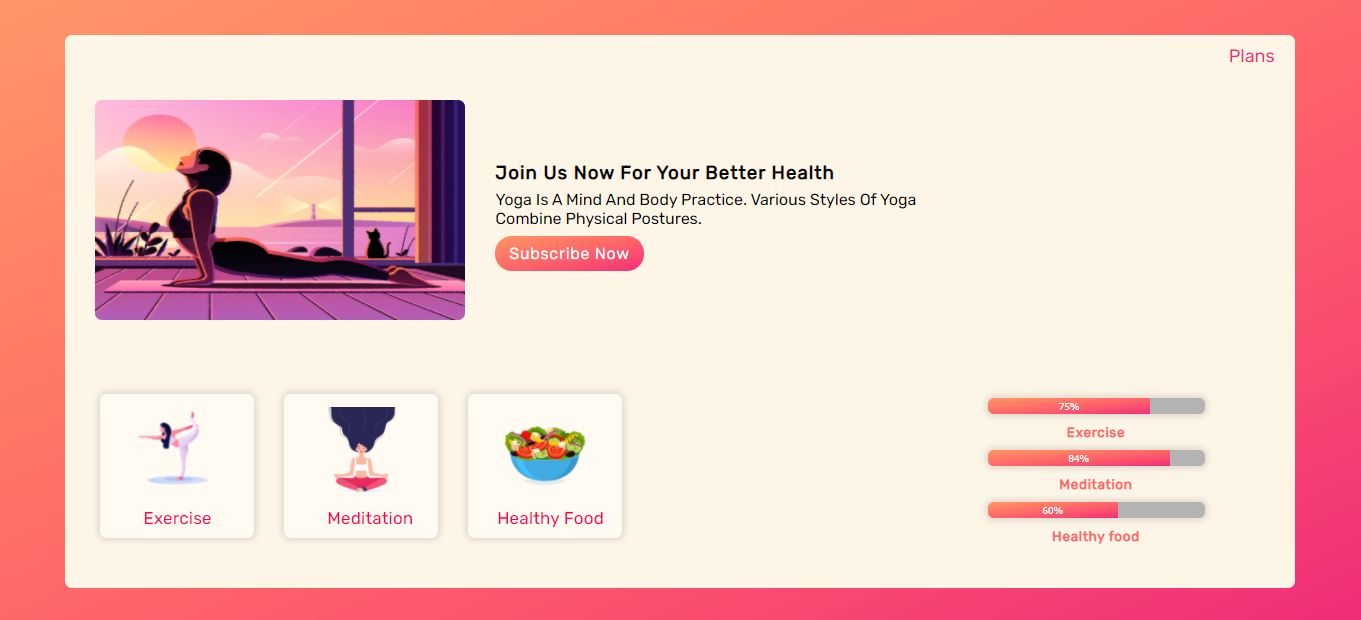 Plans
Join Us Now For Your Better Health
Yoga Is A Mind And Body Practice. Various Styles Of Yoga
Combine Physical Postures.
Subscribe Now
Exercise
Meditation
Healthy Food
75%
Exercise
84%
Meditation
60%
Healthy food